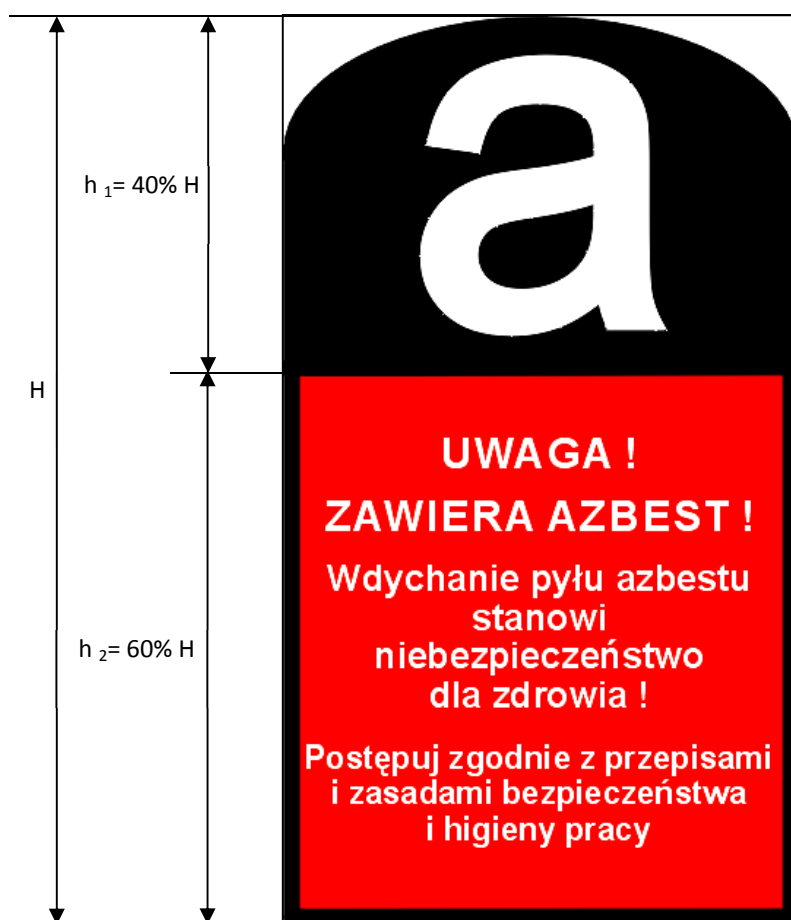 a
h 1= 40% H
H
UWAGA !
ZAWIERA AZBEST !
Wdychanie pyłu azbestu
stanowi
niebezpieczeństwo
dla zdrowia !
h 2= 60% H
Postępuj zgodnie z przepisami
i zasadami bezpieczeństwa
i higieny pracy